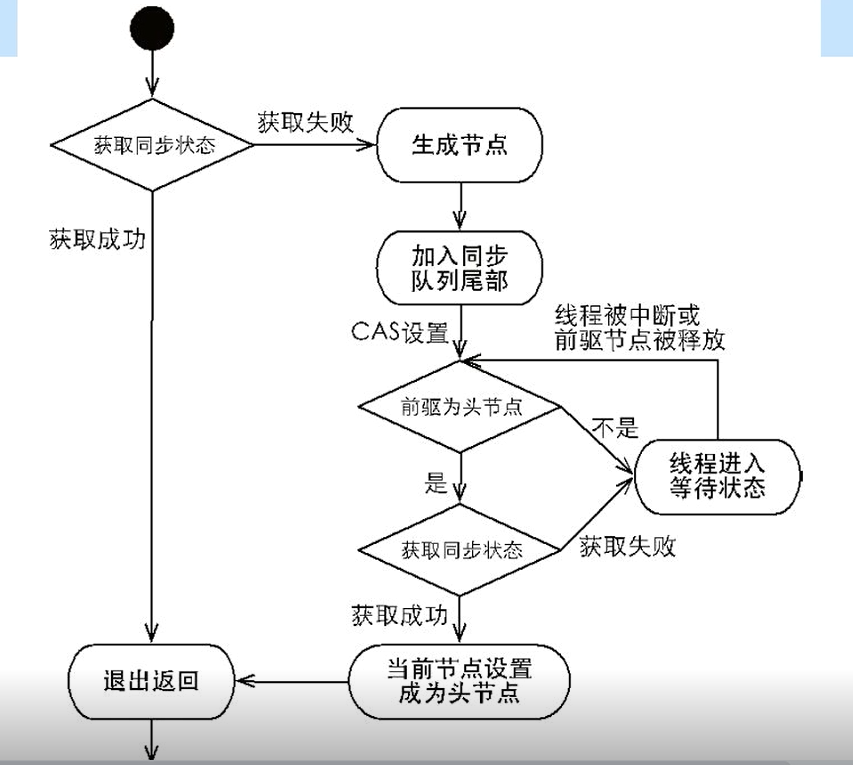 获取失败
获取同步状态
生成节点
获取成功
加入同步
队列尾部
线程被中断或
前驱节点被释放
CAS设置
前驱为头节点
不是
线程进入
等待状态
是
获取同步状态
获取失败
获取成功
当前节点设置
成为头节点
退出返回